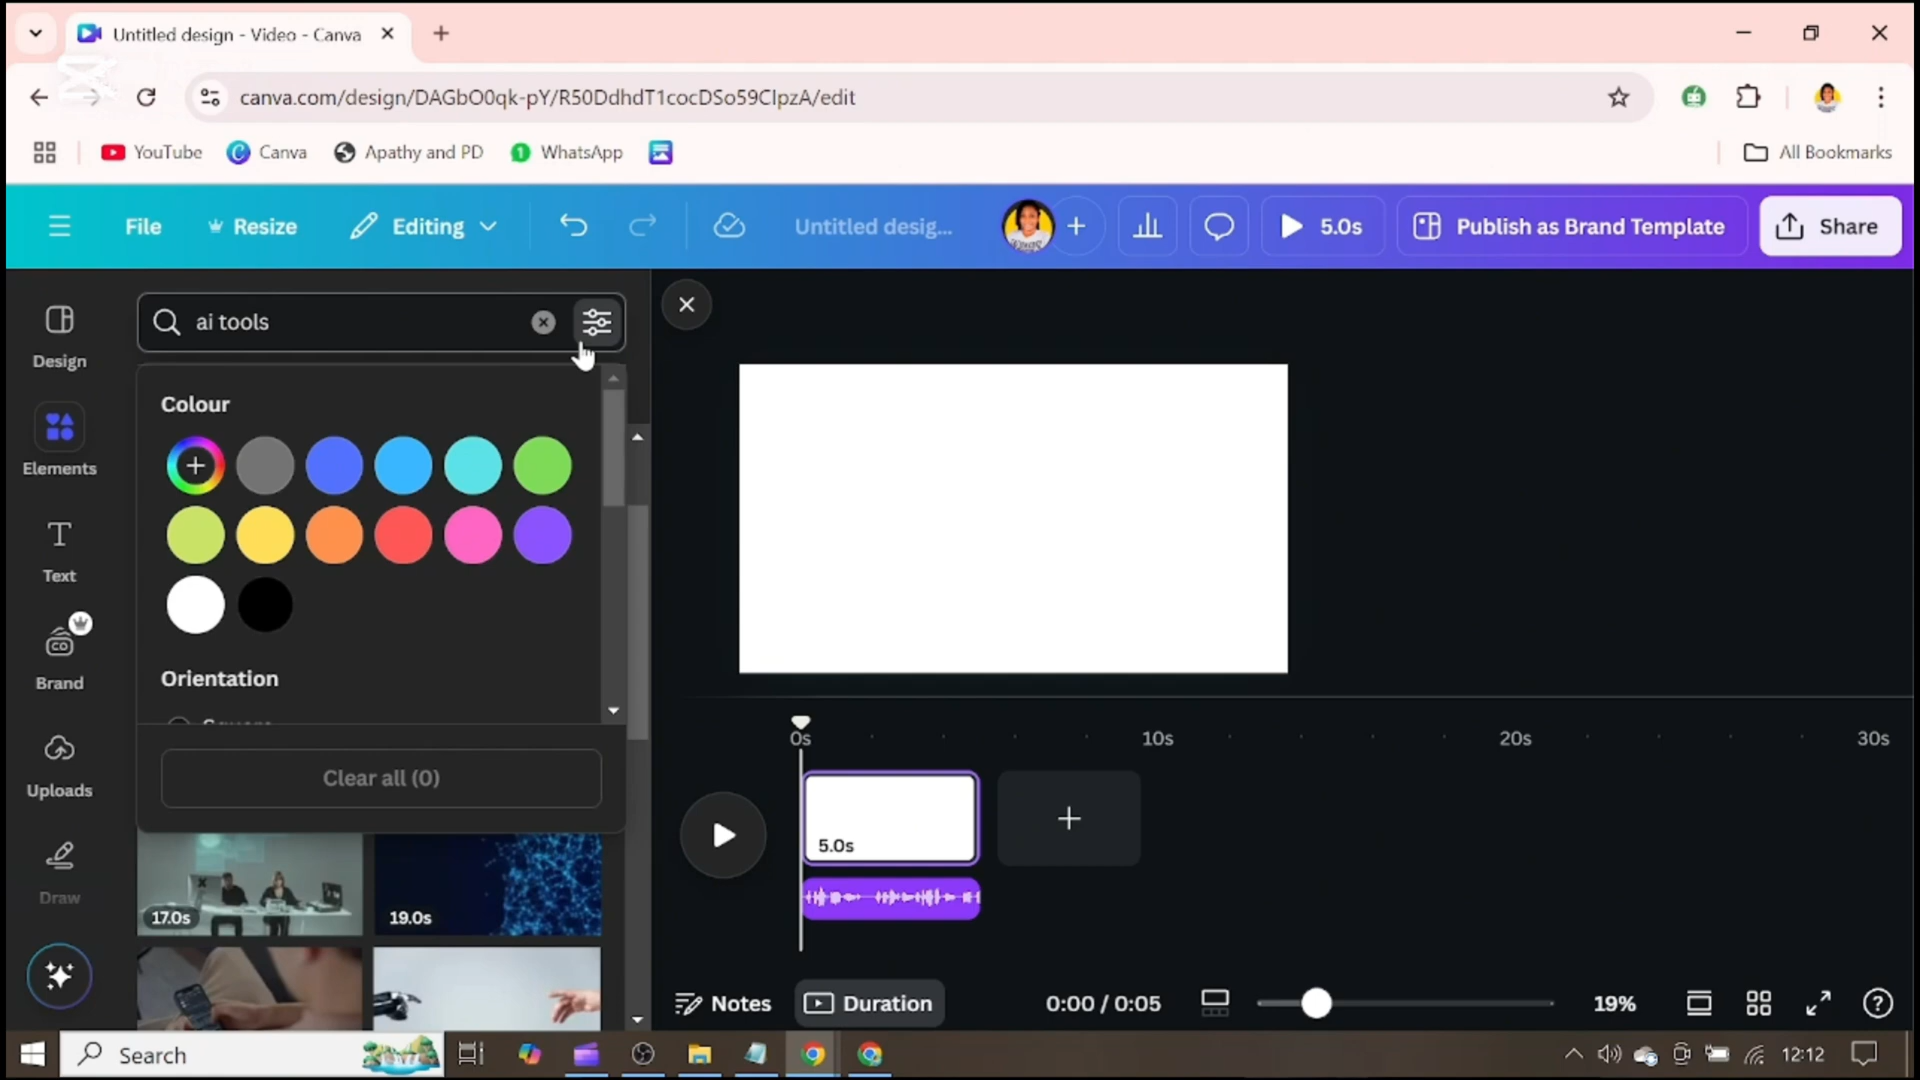 Untitled design - Video - Canva
canva.com/design/DAGbO0qk-pY/R50DdhdT1cocDSo59CIpzA/edit
YouTube
Canva
Apathy and PD
WhatsApp
All Bookmarks
File
Resize
Editing
Untitled desig...
5.0s
Publish as Brand Template
Share
Design
Elements
Text
Brand
Uploads
Draw
ai tools
Colour
Orientation
Clear all (0)
17.0s
19.0s
0s
10s
20s
30s
5.0s
Notes
Duration
0:00 / 0:05
19%
Search
12:12